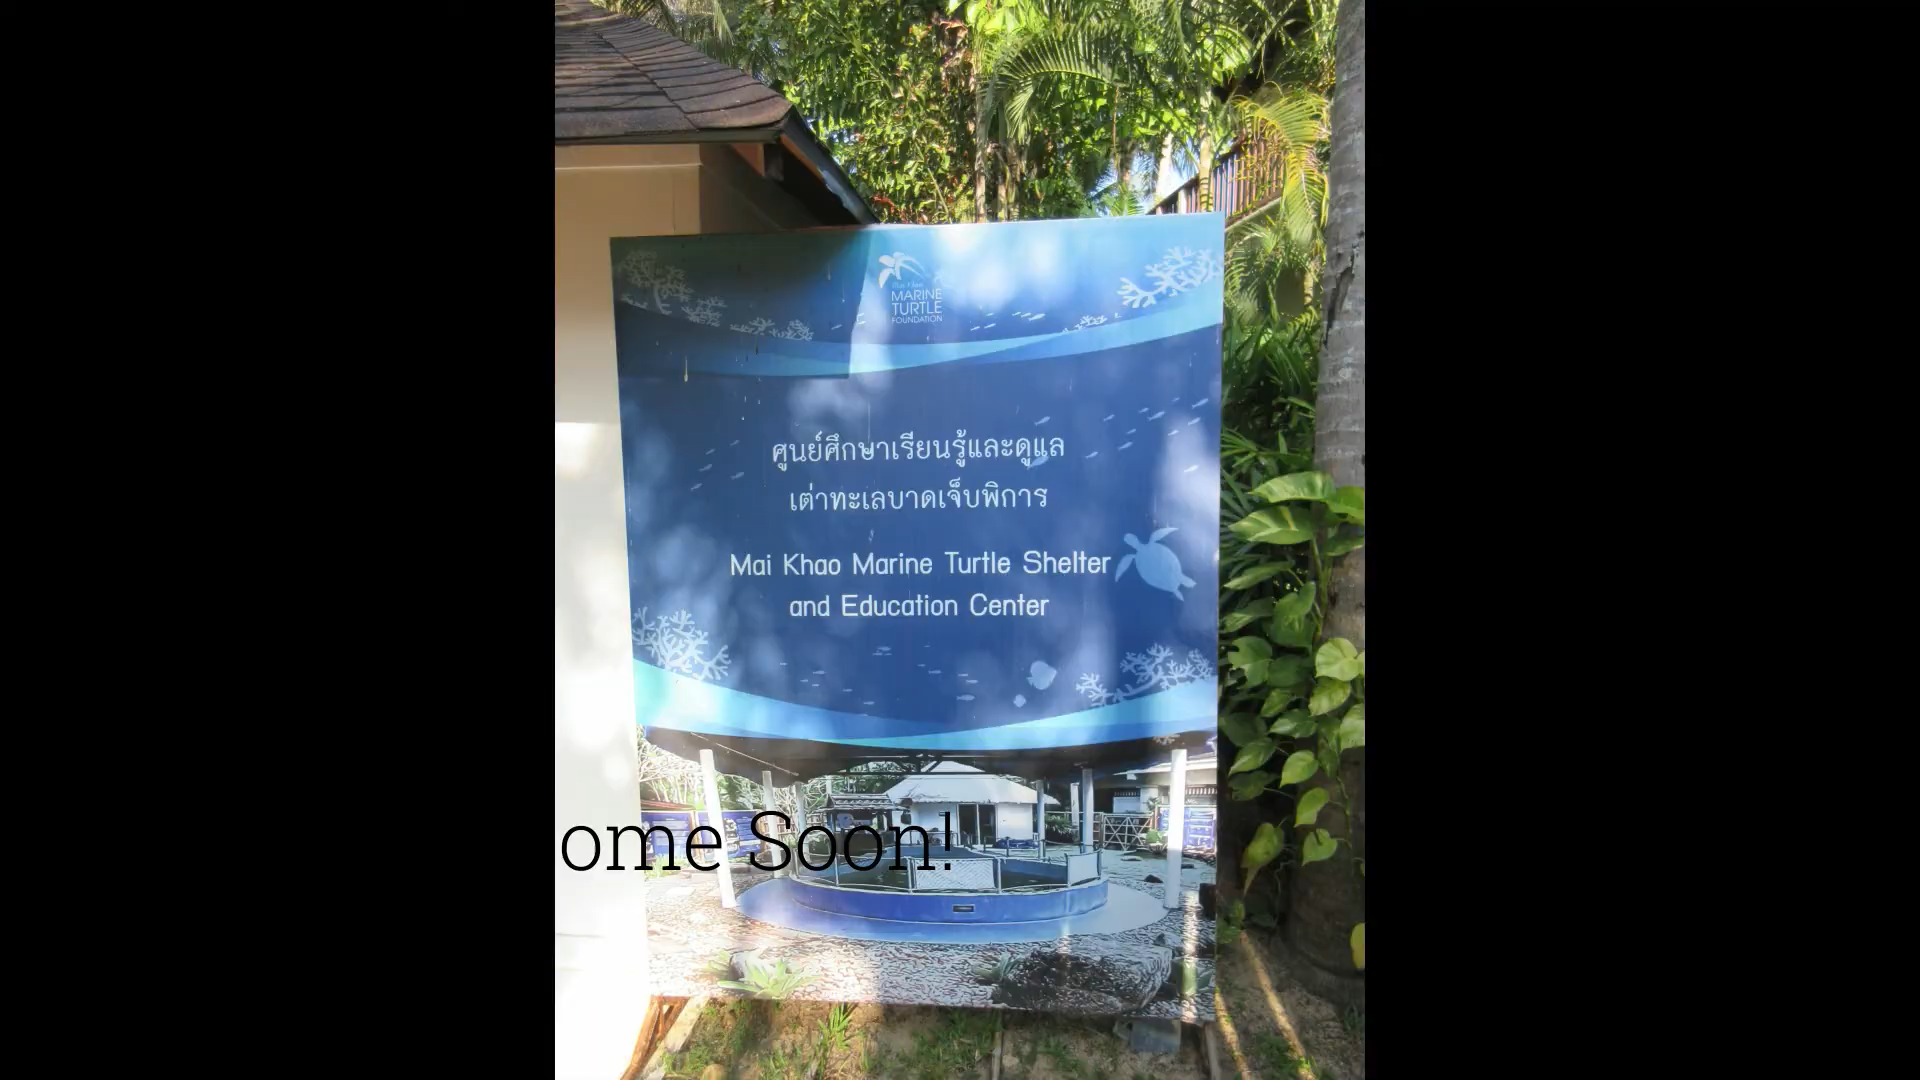 MARINE
TURTLE
FOUNDATION
ศูนย์ศึกษาเรียนรู้และดูแล
เต่าทะเลบาดเจ็บพิการ
Mai Khao Marine Turtle Shelter
and Education Center
ome Soon!